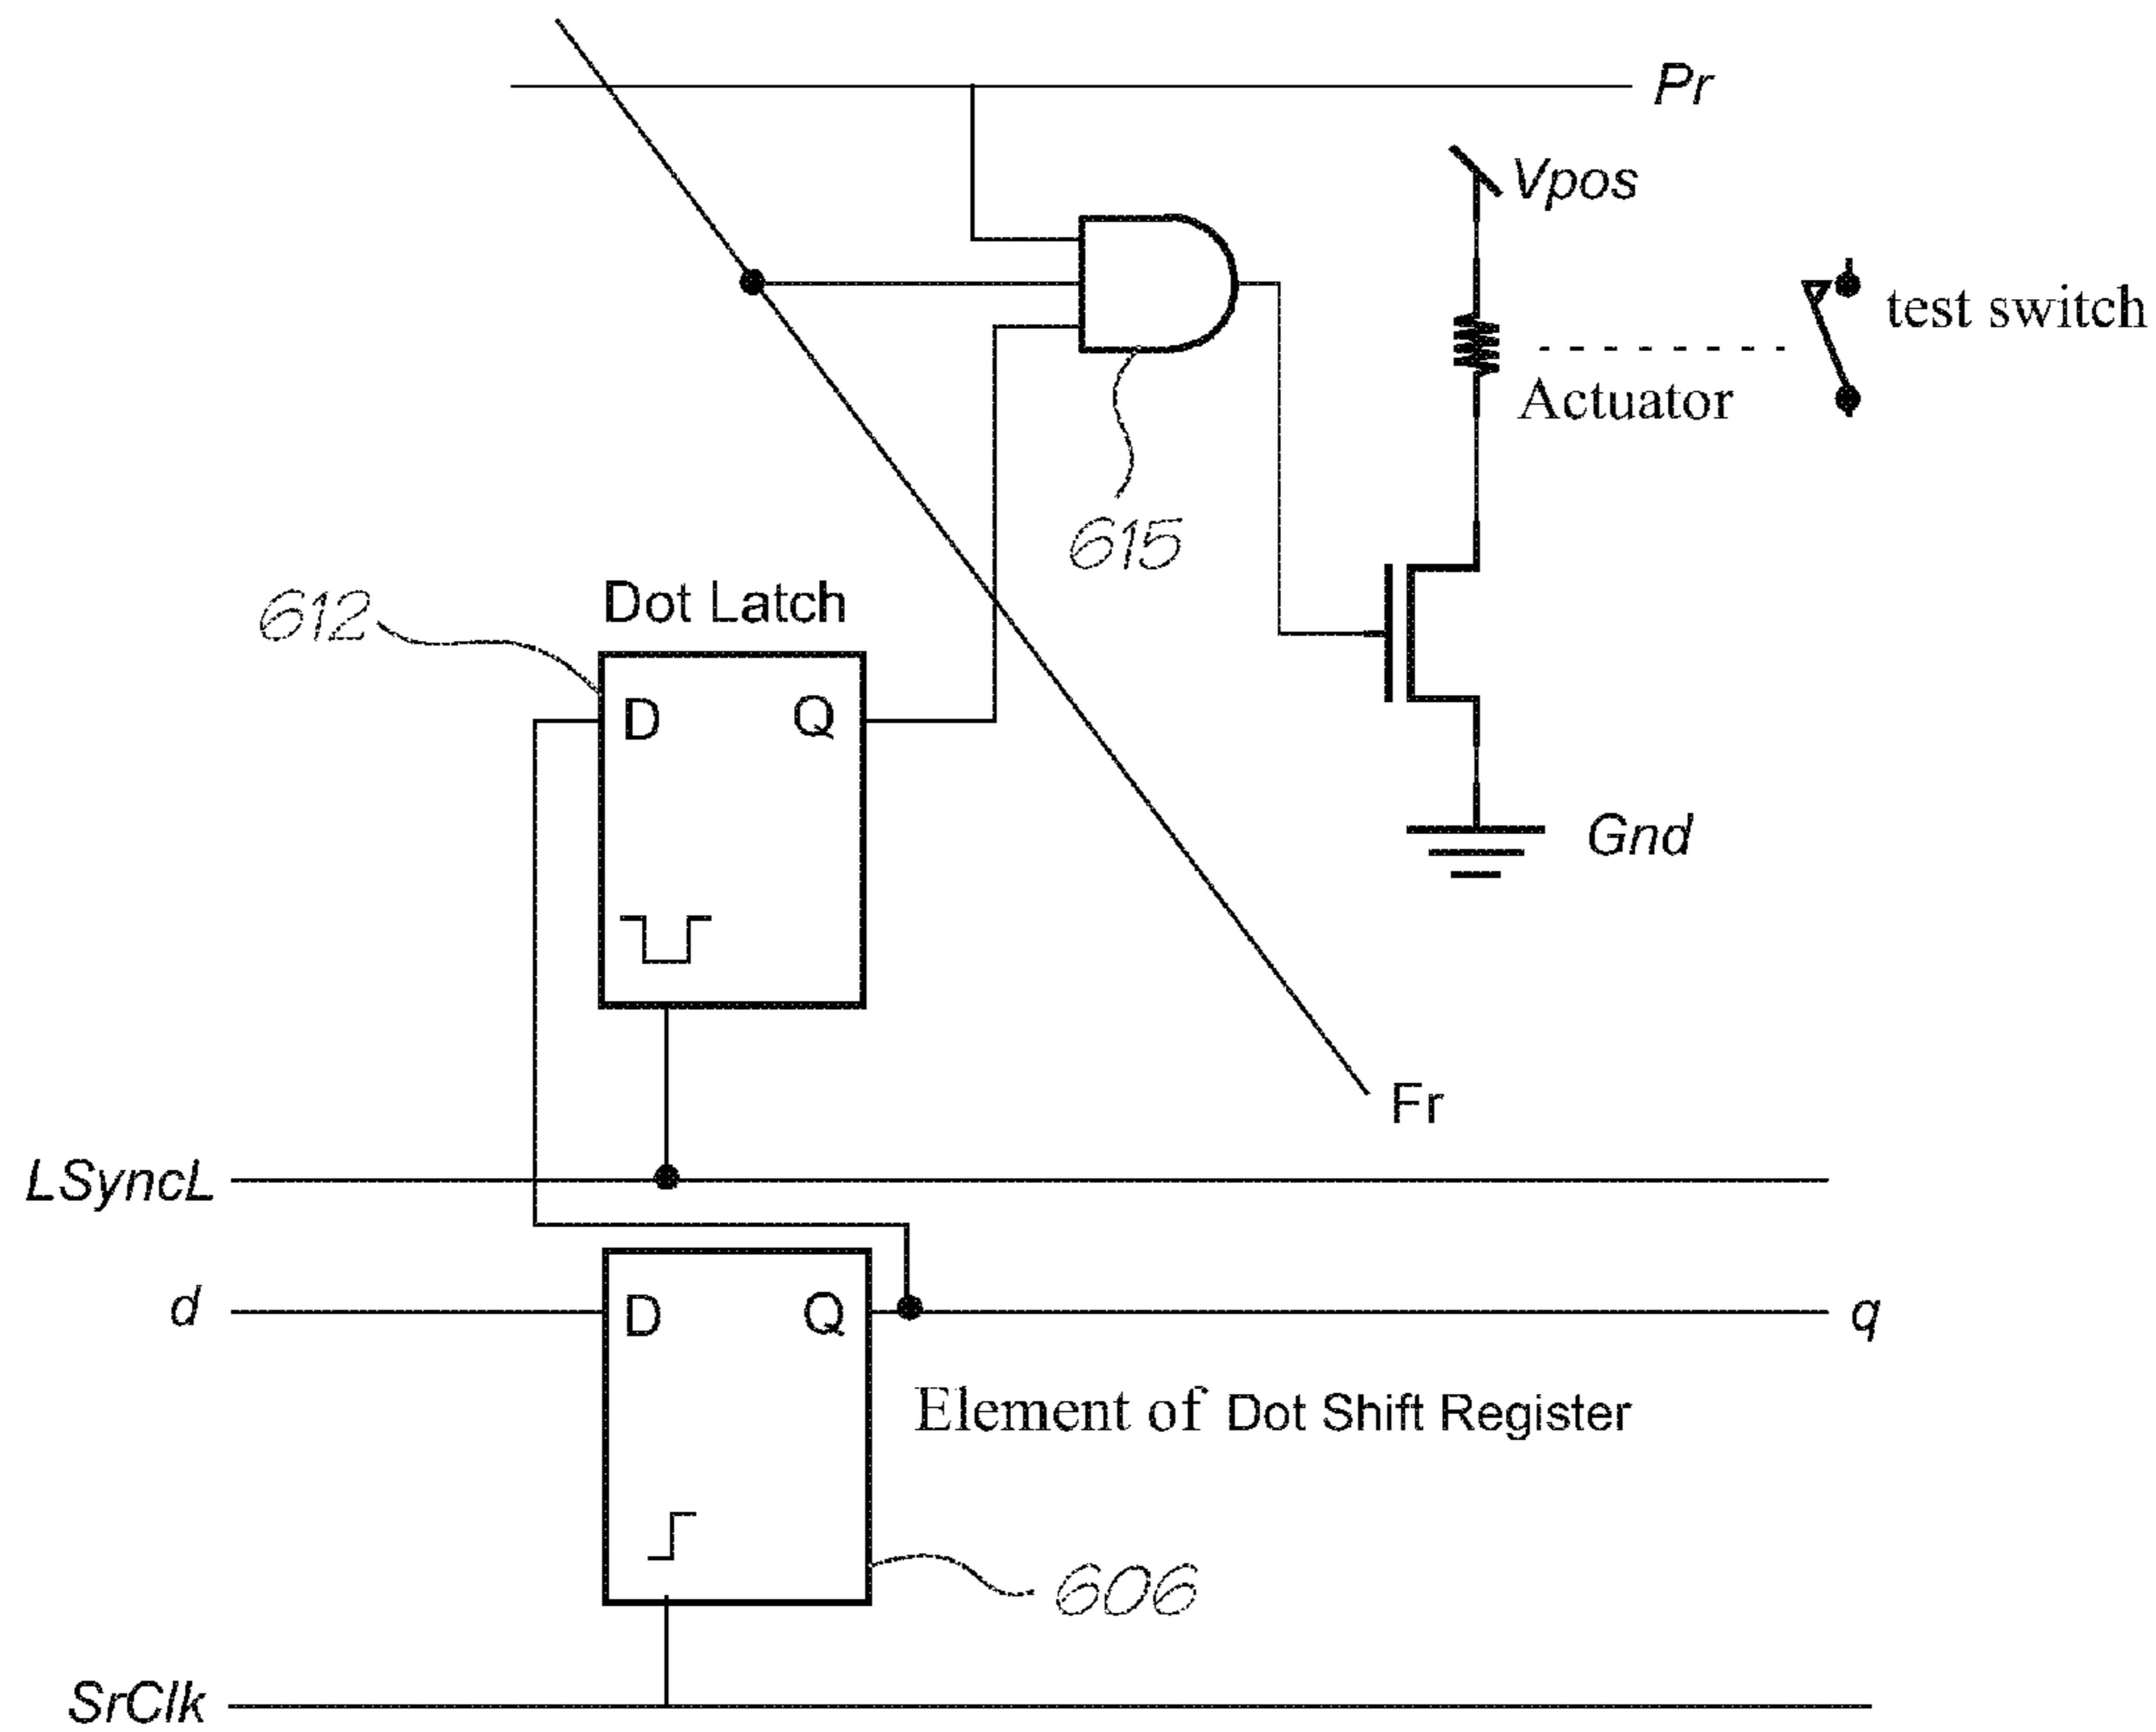 Pr
Vpos
test switch
Actuator
615
Dot Latch
612
D Q
Gnd
Fr
LSyncL
d D Q q
Element of Dot Shift Register
606
SrClk